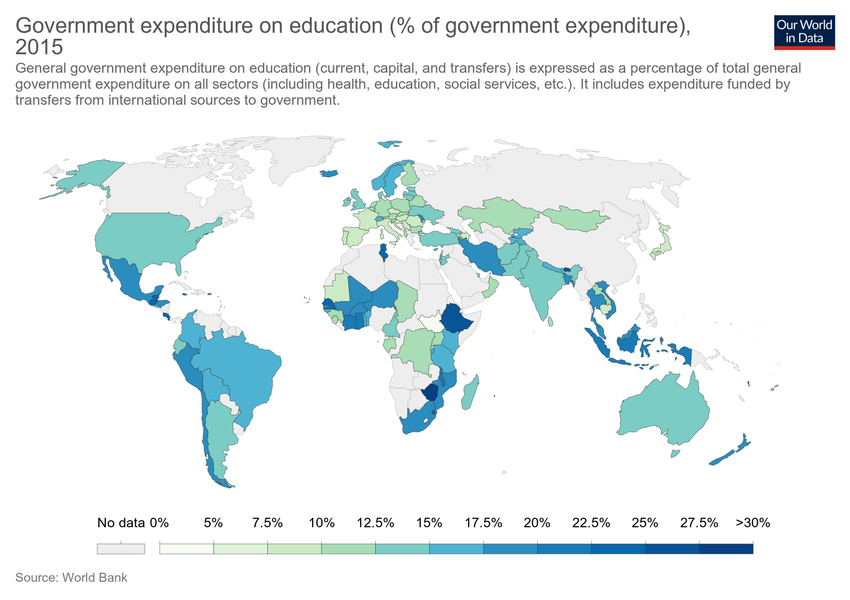 Government expenditure on education (% of government expenditure),
2015
Our World
in Data
General government expenditure on education (current, capital, and transfers) is expressed as a percentage of total general
government expenditure on all sectors (including health, education, social services, etc.). It includes expenditure funded by
transfers from international sources to government.
No data 0% 5% 7.5% 10% 12.5% 15% 17.5% 20% 22.5% 25% 27.5% >30%
Source: World Bank